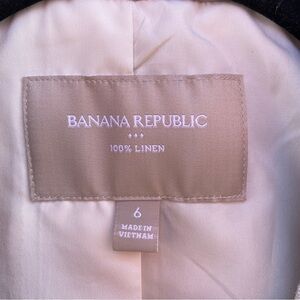 BANANA REPUBLIC
100% LINEN
6
MADE IN
VIETNAM